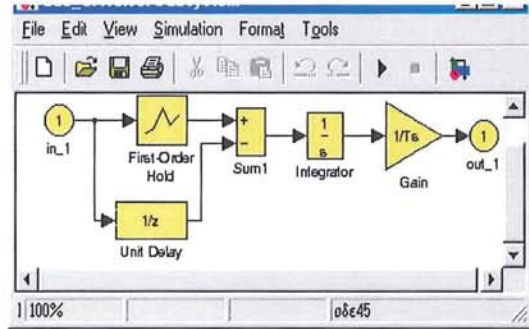 File Edit View Simulation Format Tools
1
in_1
First-Order
Hold
+
−
Sum1
1
s
Integrator
1/Ts
Gain
1
out_1
1/z
Unit Delay
100%
ode45